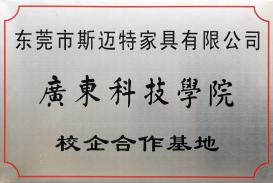 东莞市斯迈特家具有限公司
廣東科技學院
校企合作基地